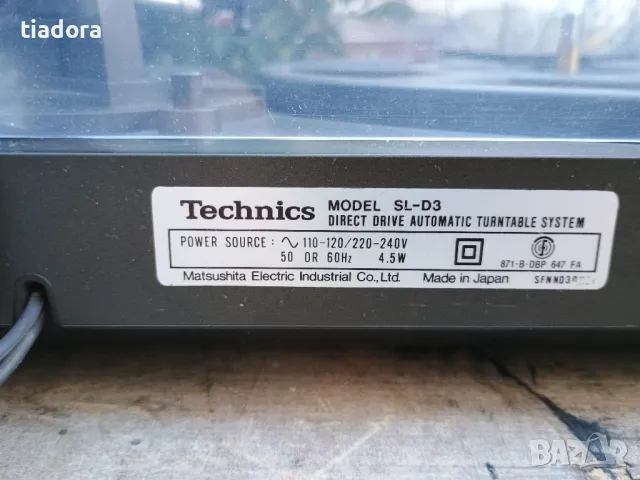 tiadora
Technics MODEL SL-D3
DIRECT DRIVE AUTOMATIC TURNTABLE SYSTEM
POWER SOURCE : ∿ 110-120/220-240V
50 OR 60Hz 4.5W
871-B-DBP 647 FA
Matsushita Electric Industrial Co., Ltd. Made in Japan
BAZAR